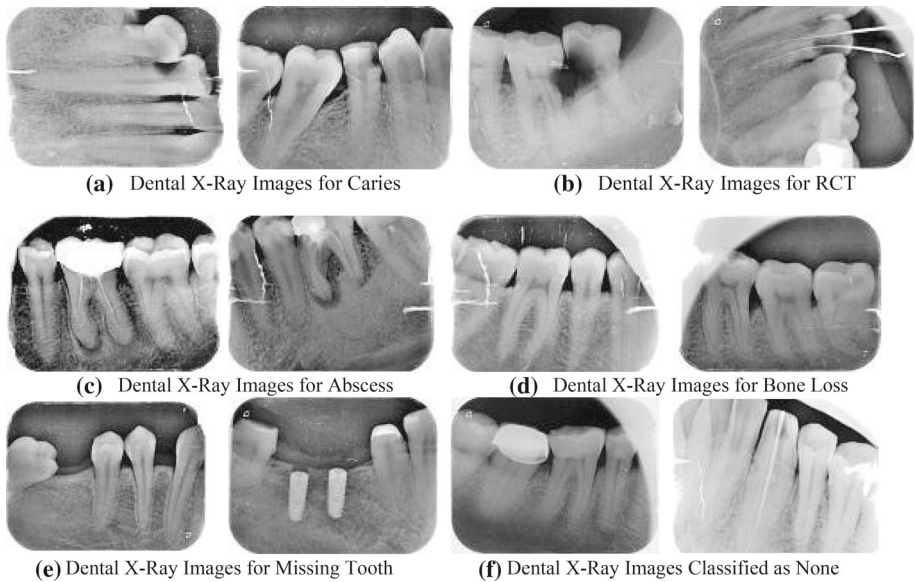 (a) Dental X-Ray Images for Caries
(b) Dental X-Ray Images for RCT
(c) Dental X-Ray Images for Abscess
(d) Dental X-Ray Images for Bone Loss
(e) Dental X-Ray Images for Missing Tooth
(f) Dental X-Ray Images Classified as None